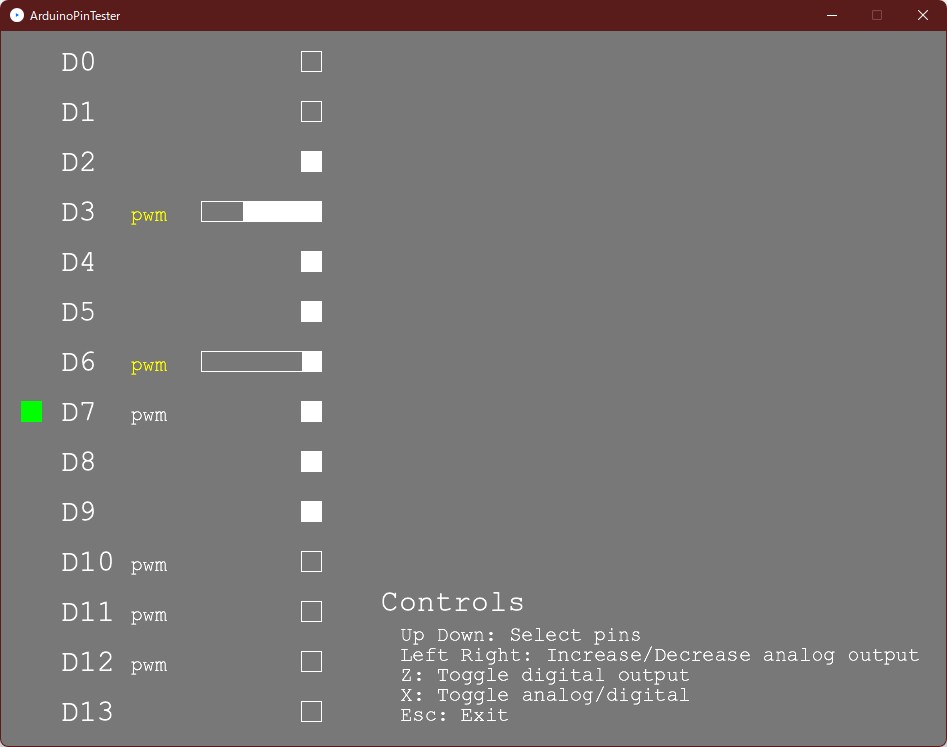 ArduinoPinTester
D0
D1
D2
D3 pwm
D4
D5
D6 pwm
D7 pwm
D8
D9
D10 pwm
D11 pwm
D12 pwm
D13
Controls
Up Down: Select pins
Left Right: Increase/Decrease analog output
Z: Toggle digital output
X: Toggle analog/digital
Esc: Exit